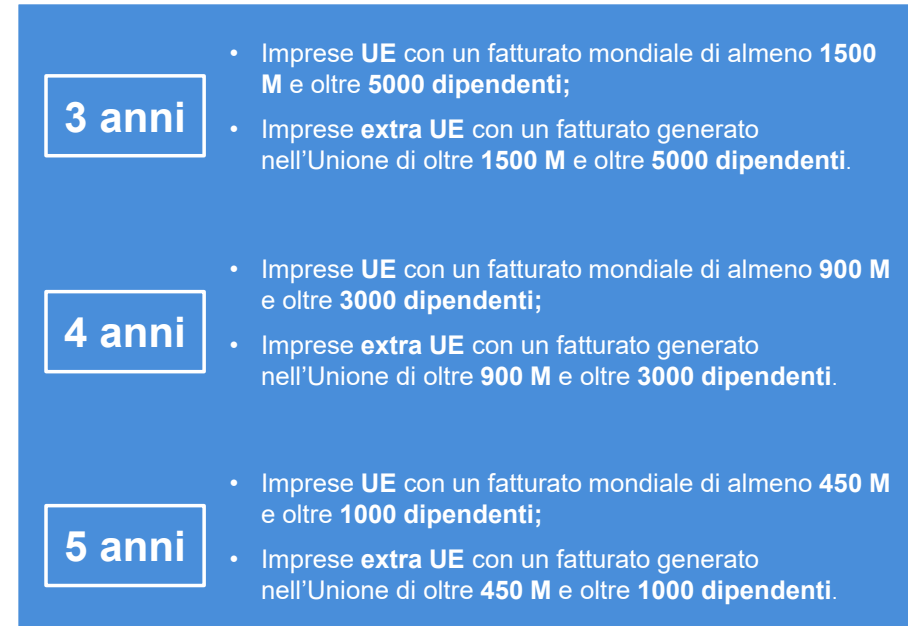 3 anni
• Imprese UE con un fatturato mondiale di almeno 1500
M e oltre 5000 dipendenti;
• Imprese extra UE con un fatturato generato
nell'Unione di oltre 1500 M e oltre 5000 dipendenti.
4 anni
• Imprese UE con un fatturato mondiale di almeno 900 M
e oltre 3000 dipendenti;
• Imprese extra UE con un fatturato generato
nell'Unione di oltre 900 M e oltre 3000 dipendenti.
5 anni
• Imprese UE con un fatturato mondiale di almeno 450 M
e oltre 1000 dipendenti;
• Imprese extra UE con un fatturato generato
nell'Unione di oltre 450 M e oltre 1000 dipendenti.